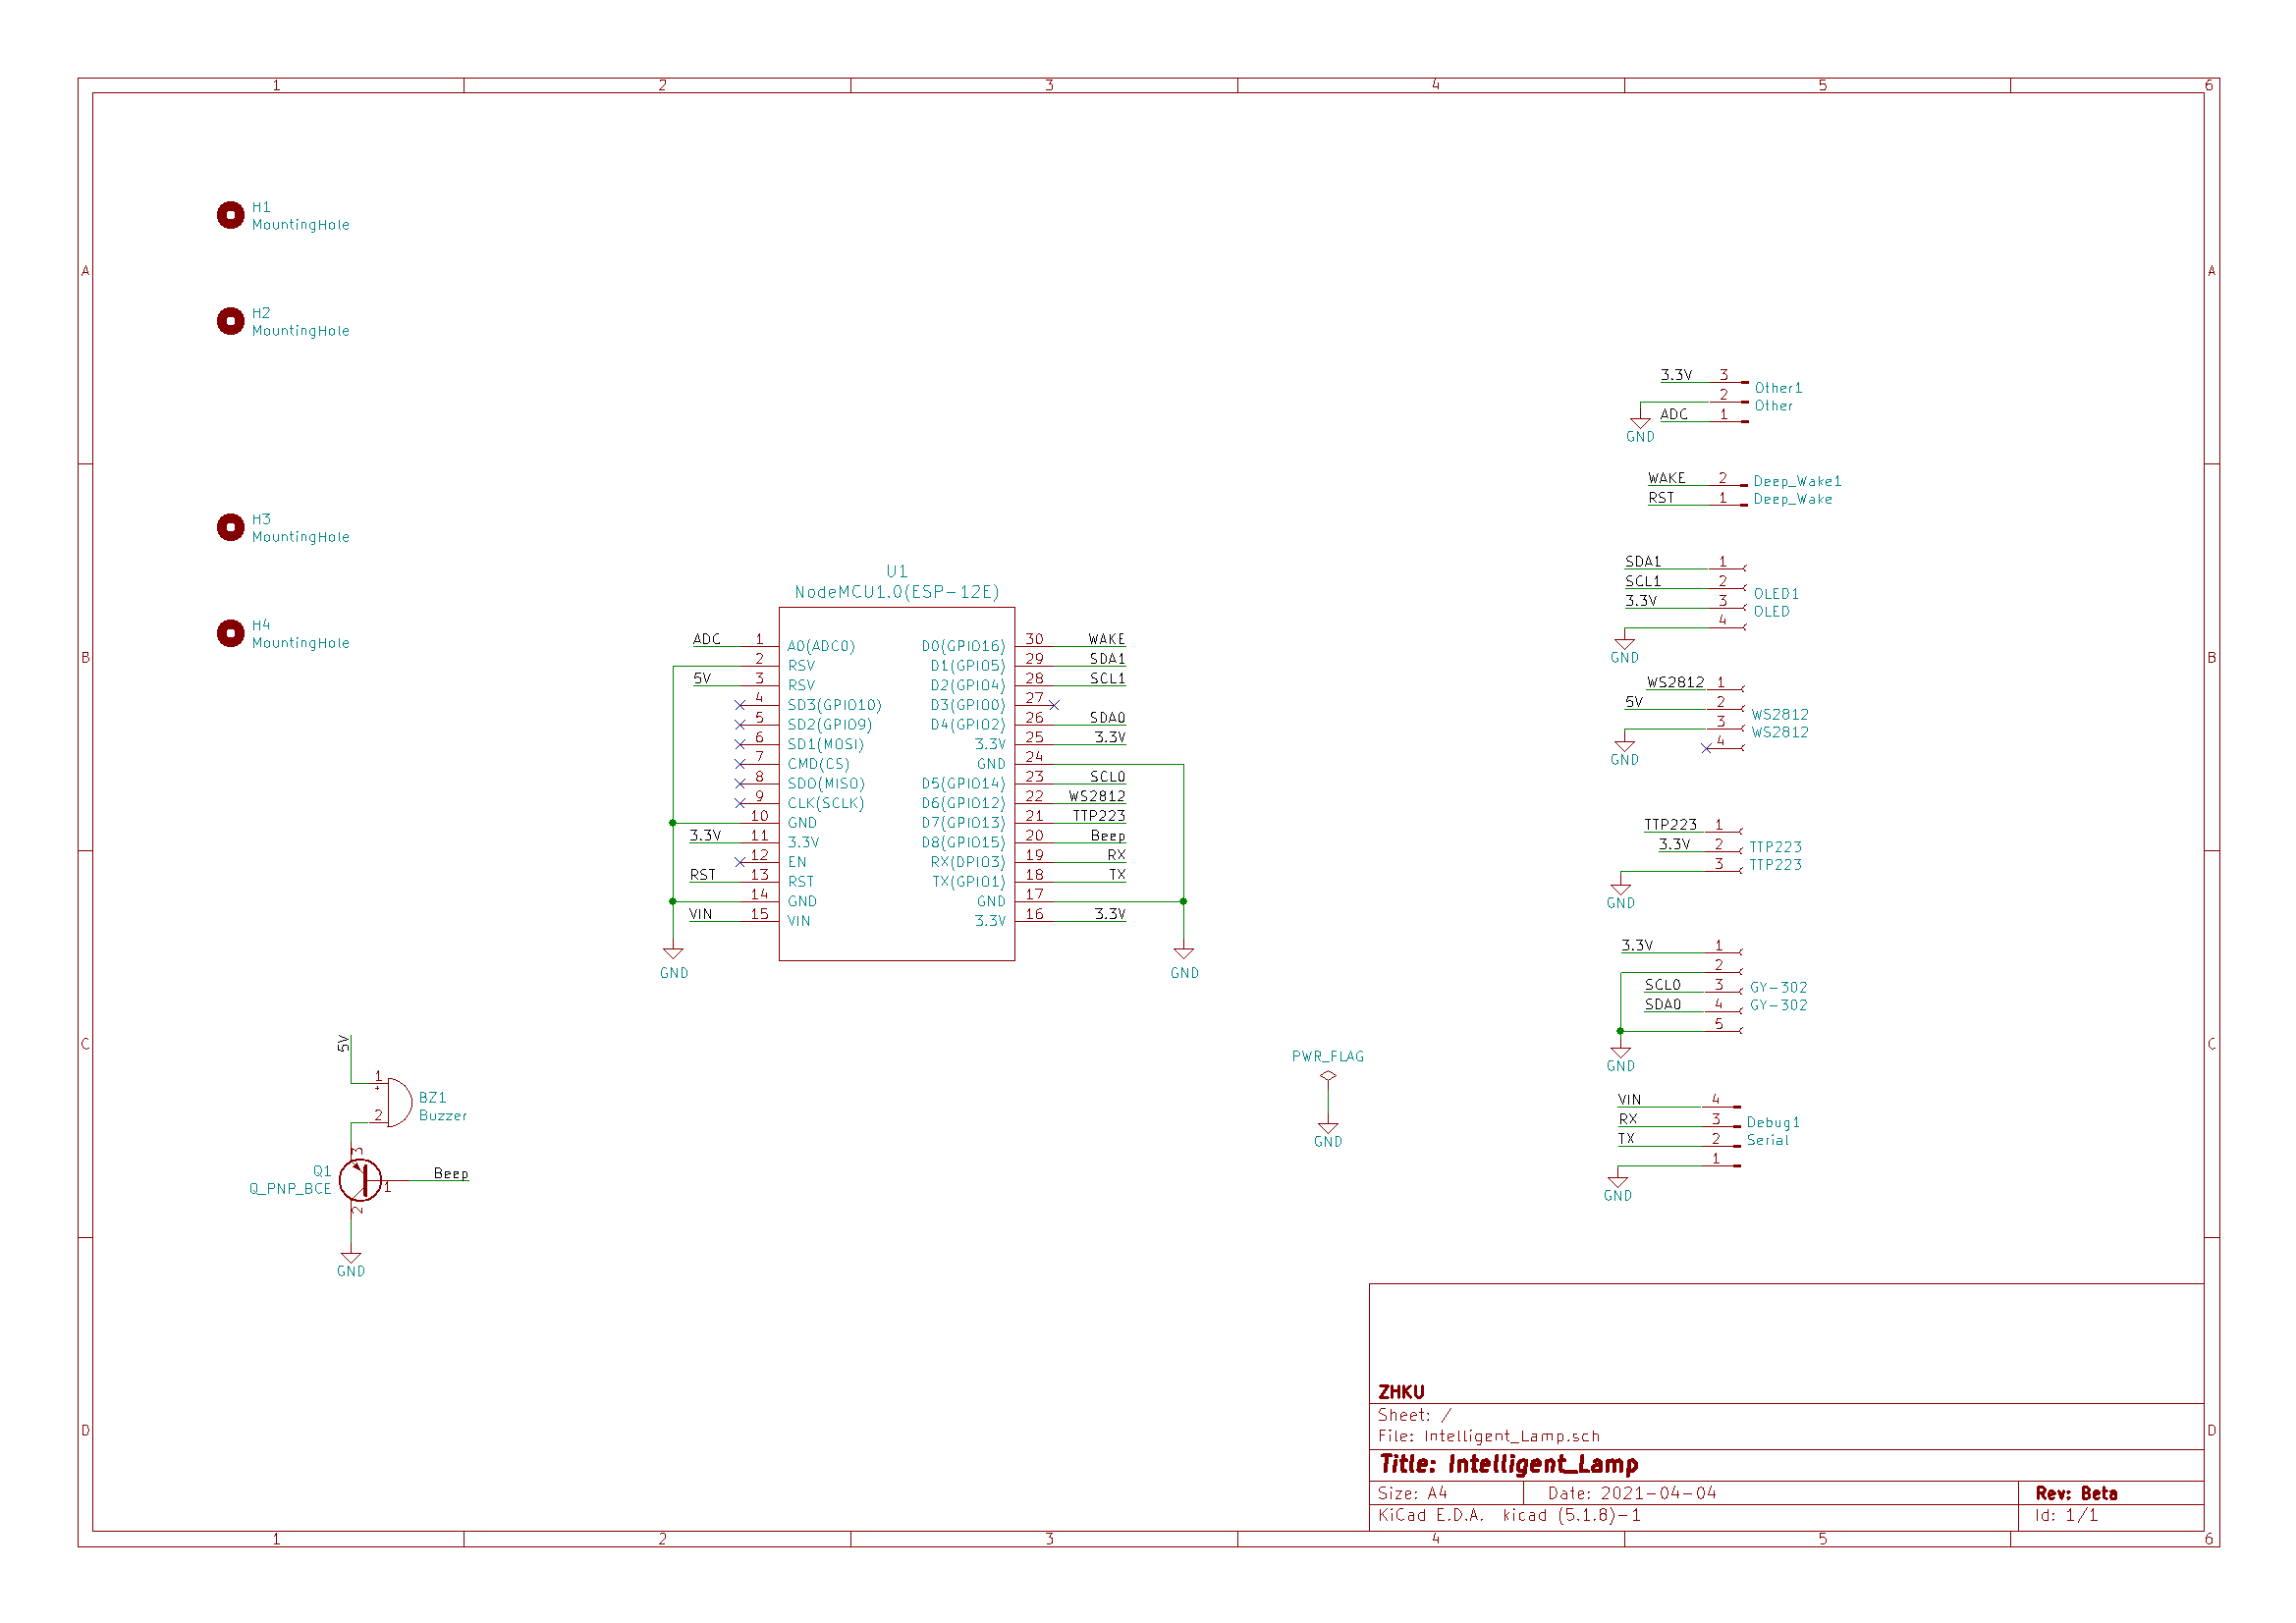 1 2 3 4 5 6
A
B
C
D
A
B
C
D
H1
MountingHole
H2
MountingHole
H3
MountingHole
H4
MountingHole
U1
NodeMCU1.0(ESP-12E)
ADC 1 A0(ADC0)
2 RSV
5V 3 RSV
4 SD3(GPIO10)
5 SD2(GPIO9)
6 SD1(MOSI)
7 CMD(CS)
8 SDO(MISO)
9 CLK(SCLK)
10 GND
3.3V 11 3.3V
12 EN
RST 13 RST
14 GND
VIN 15 VIN
GND
D0(GPIO16) 30 WAKE
D1(GPIO5) 29 SDA1
D2(GPIO4) 28 SCL1
D3(GPIO0) 27
D4(GPIO2) 26 SDA0
3.3V 25 3.3V
GND 24
D5(GPIO14) 23 SCL0
D6(GPIO12) 22 WS2812
D7(GPIO13) 21 TTP223
D8(GPIO15) 20 Beep
RX(DPIO3) 19 RX
TX(GPIO1) 18 TX
GND 17
3.3V 16 3.3V
GND
5V
1
+
2
BZ1
Buzzer
3
Q1
Q_PNP_BCE
Beep
1
2
GND
PWR_FLAG
GND
3.3V 3
2
ADC 1
GND
Other1
Other
WAKE 2
RST 1
Deep_Wake1
Deep_Wake
SDA1 1
SCL1 2
3.3V 3
4
GND
OLED1
OLED
WS2812 1
5V 2
3
4
GND
WS2812
WS2812
TTP223 1
3.3V 2
3
GND
TTP223
TTP223
3.3V 1
2
SCL0 3
SDA0 4
5
GND
GY-302
GY-302
VIN 4
RX 3
TX 2
1
GND
Debug1
Serial
ZHKU
Sheet: /
File: Intelligent_Lamp.sch
Title: Intelligent_Lamp
Size: A4 Date: 2021-04-04 Rev: Beta
KiCad E.D.A. kicad (5.1.8)-1 Id: 1/1
1 2 3 4 5 6